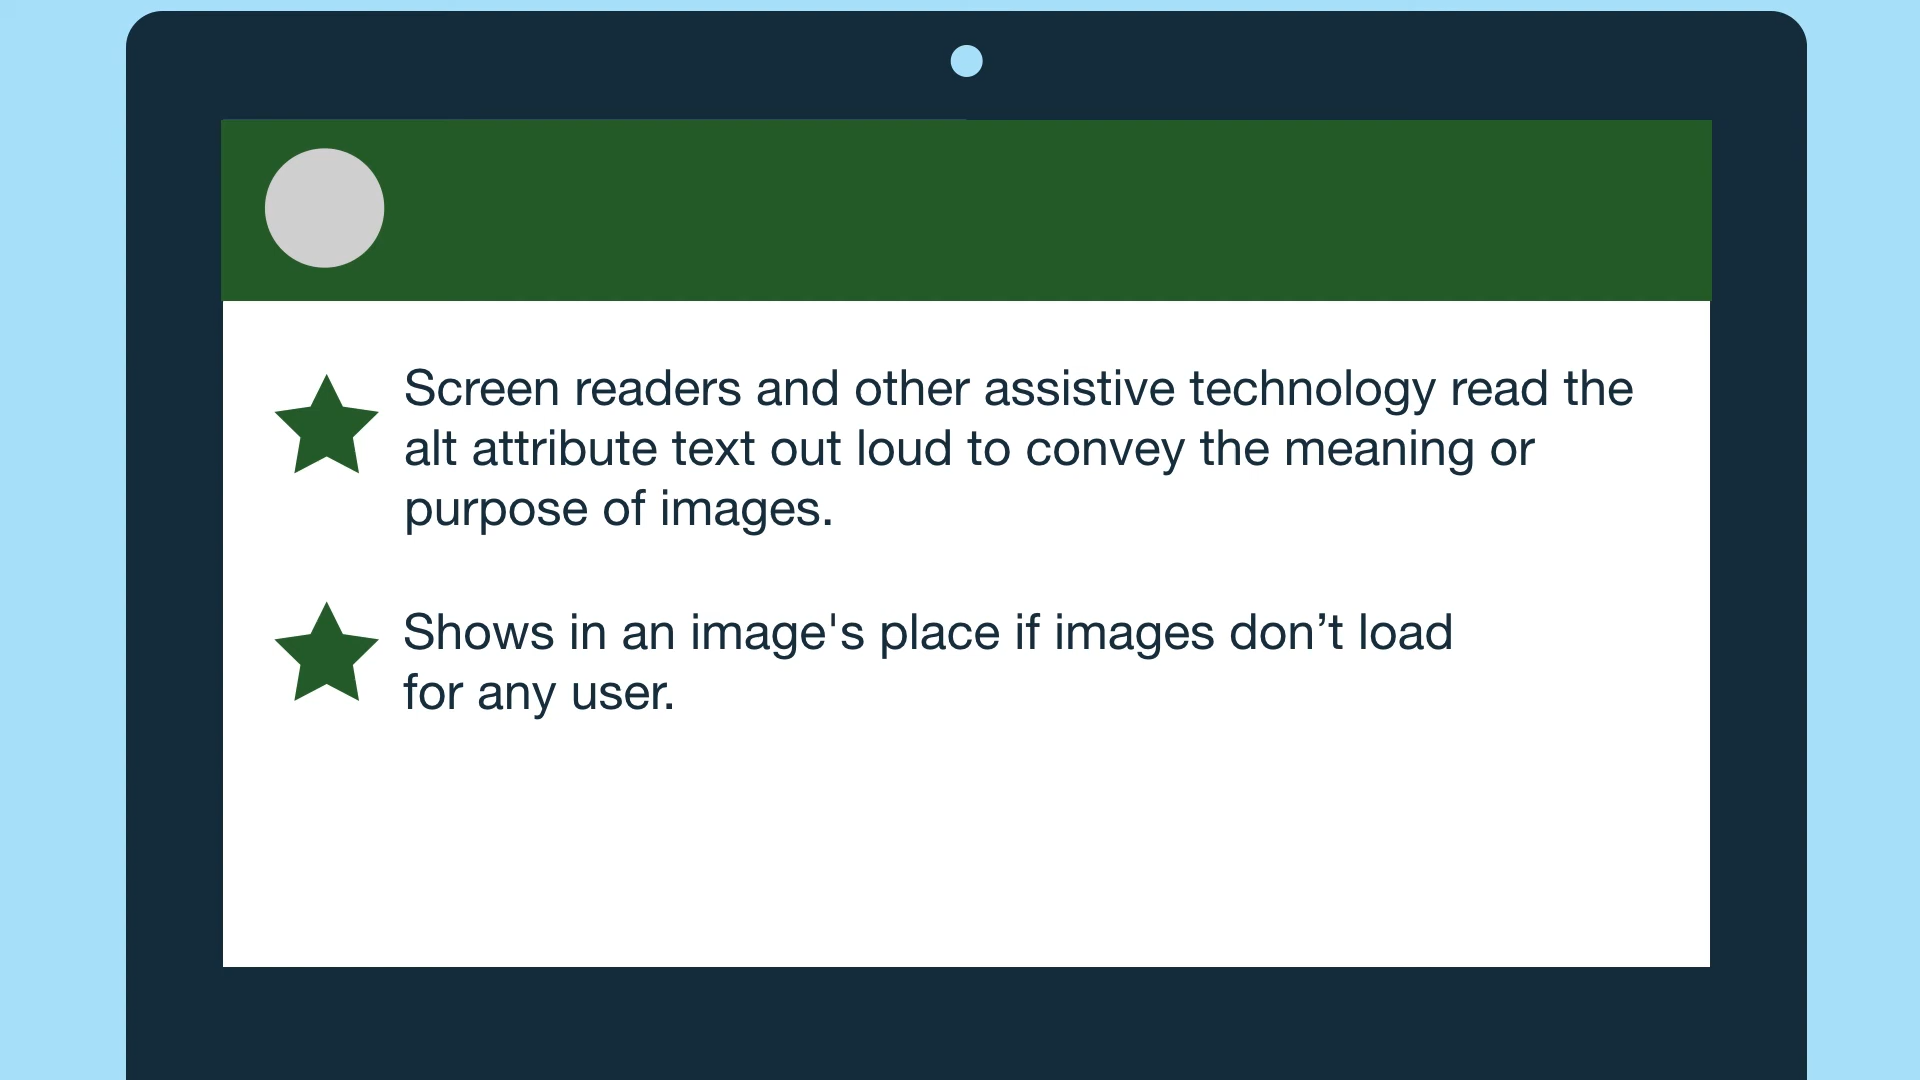 Screen readers and other assistive technology read the
alt attribute text out loud to convey the meaning or
purpose of images.
Shows in an image's place if images don’t load
for any user.